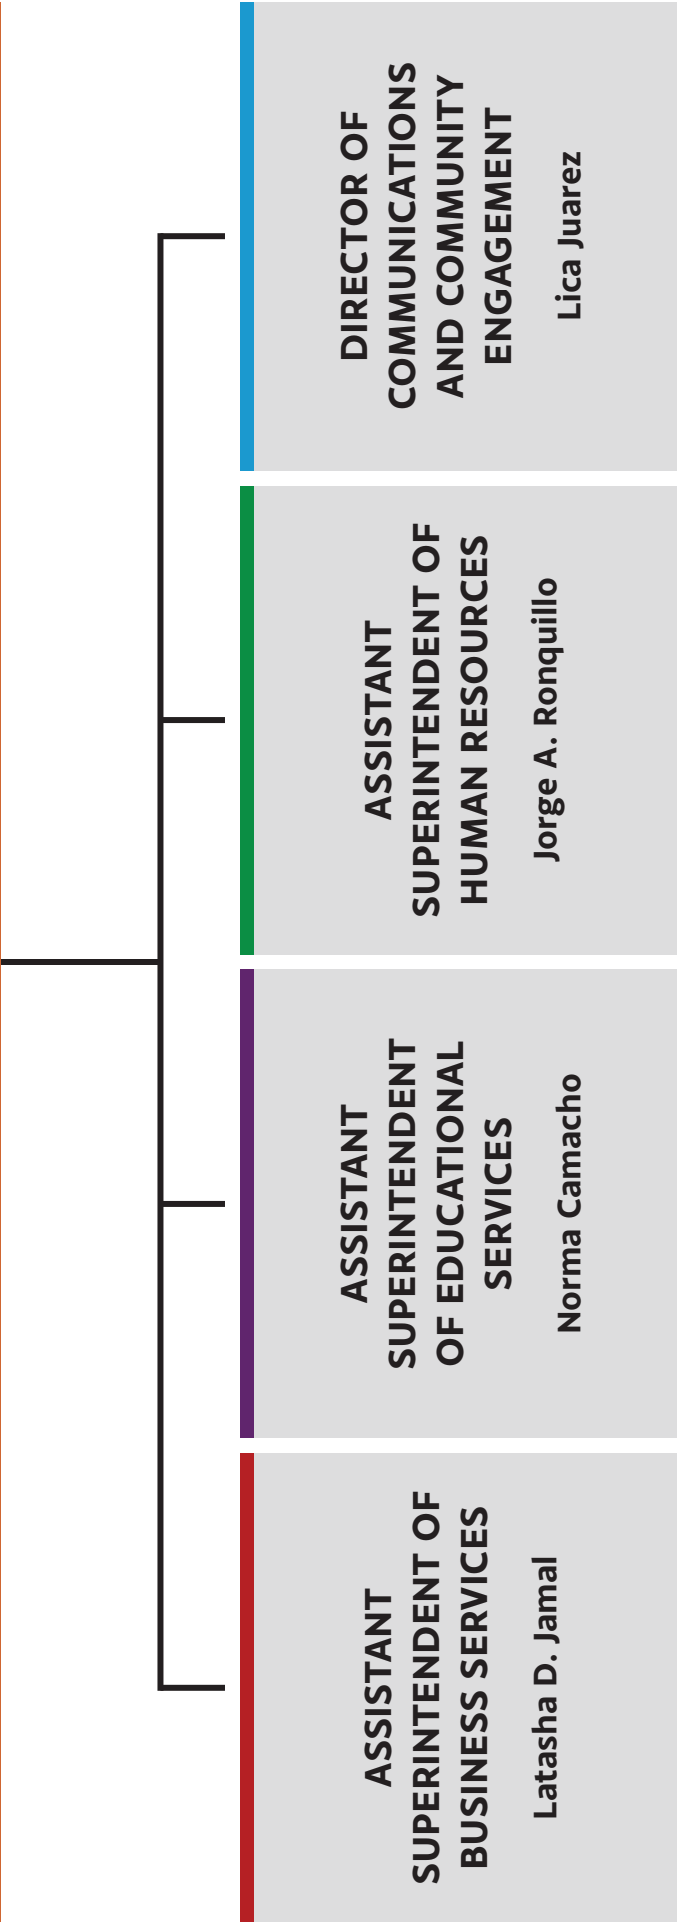 ASSISTANT
SUPERINTENDENT OF
BUSINESS SERVICES
Latasha D. Jamal
ASSISTANT
SUPERINTENDENT
OF EDUCATIONAL
SERVICES
Norma Camacho
ASSISTANT
SUPERINTENDENT OF
HUMAN RESOURCES
Jorge A. Ronquillo
DIRECTOR OF
COMMUNICATIONS
AND COMMUNITY
ENGAGEMENT
Lica Juarez